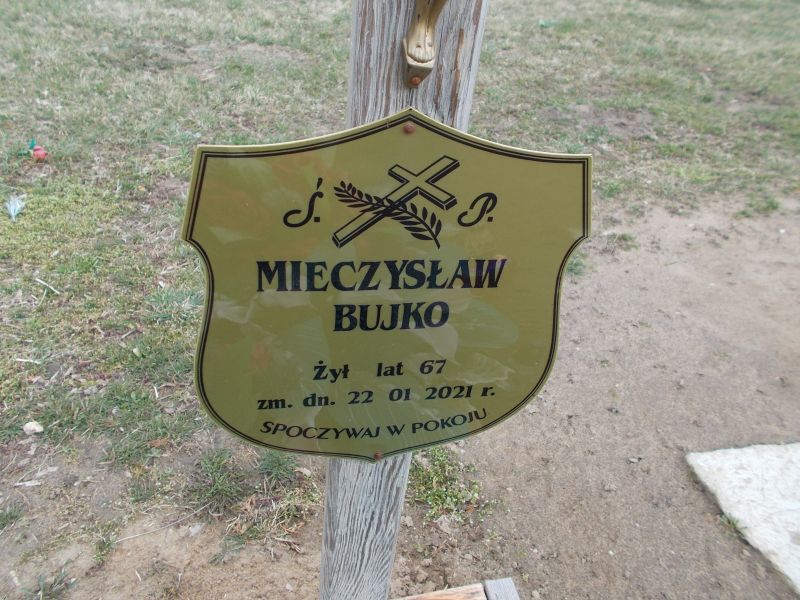 Ś. P.
MIECZYSŁAW
BUJKO
Żył lat 67
zm. dn. 22 01 2021 r.
SPOCZYWAJ W POKOJU